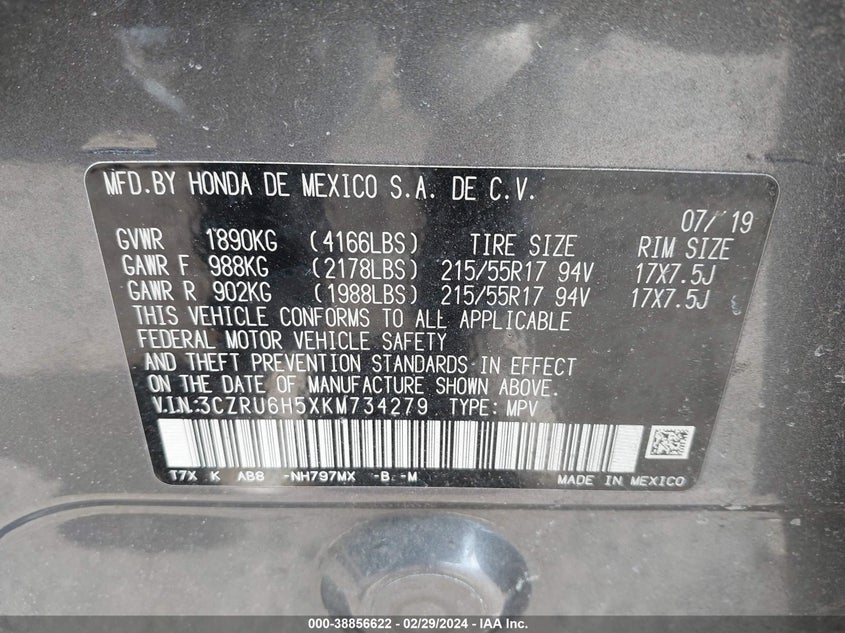 MFD.BY HONDA DE MEXICO S.A. DE C.V.
07/19
GVWR 1890KG (4166LBS) TIRE SIZE RIM SIZE
GAWR F 988KG (2178LBS) 215/55R17 94V 17X7.5J
GAWR R 902KG (1988LBS) 215/55R17 94V 17X7.5J
THIS VEHICLE CONFORMS TO ALL APPLICABLE
FEDERAL MOTOR VEHICLE SAFETY
AND THEFT PREVENTION STANDARDS IN EFFECT
ON THE DATE OF MANUFACTURE SHOWN ABOVE.
V.I.N.:3CZRU6H5XKM734279 TYPE: MPV
T7X K AB8 -NH797MX -B -M
MADE IN MEXICO
000-38856622 - 02/29/2024 - IAA Inc.